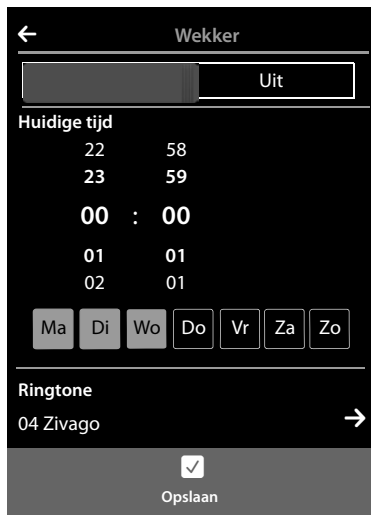 Wekker
Uit
Huidige tijd
22 58
23 59
00 : 00
01 01
02 01
Ma Di Wo Do Vr Za Zo
Ringtone
04 Zivago
Opslaan